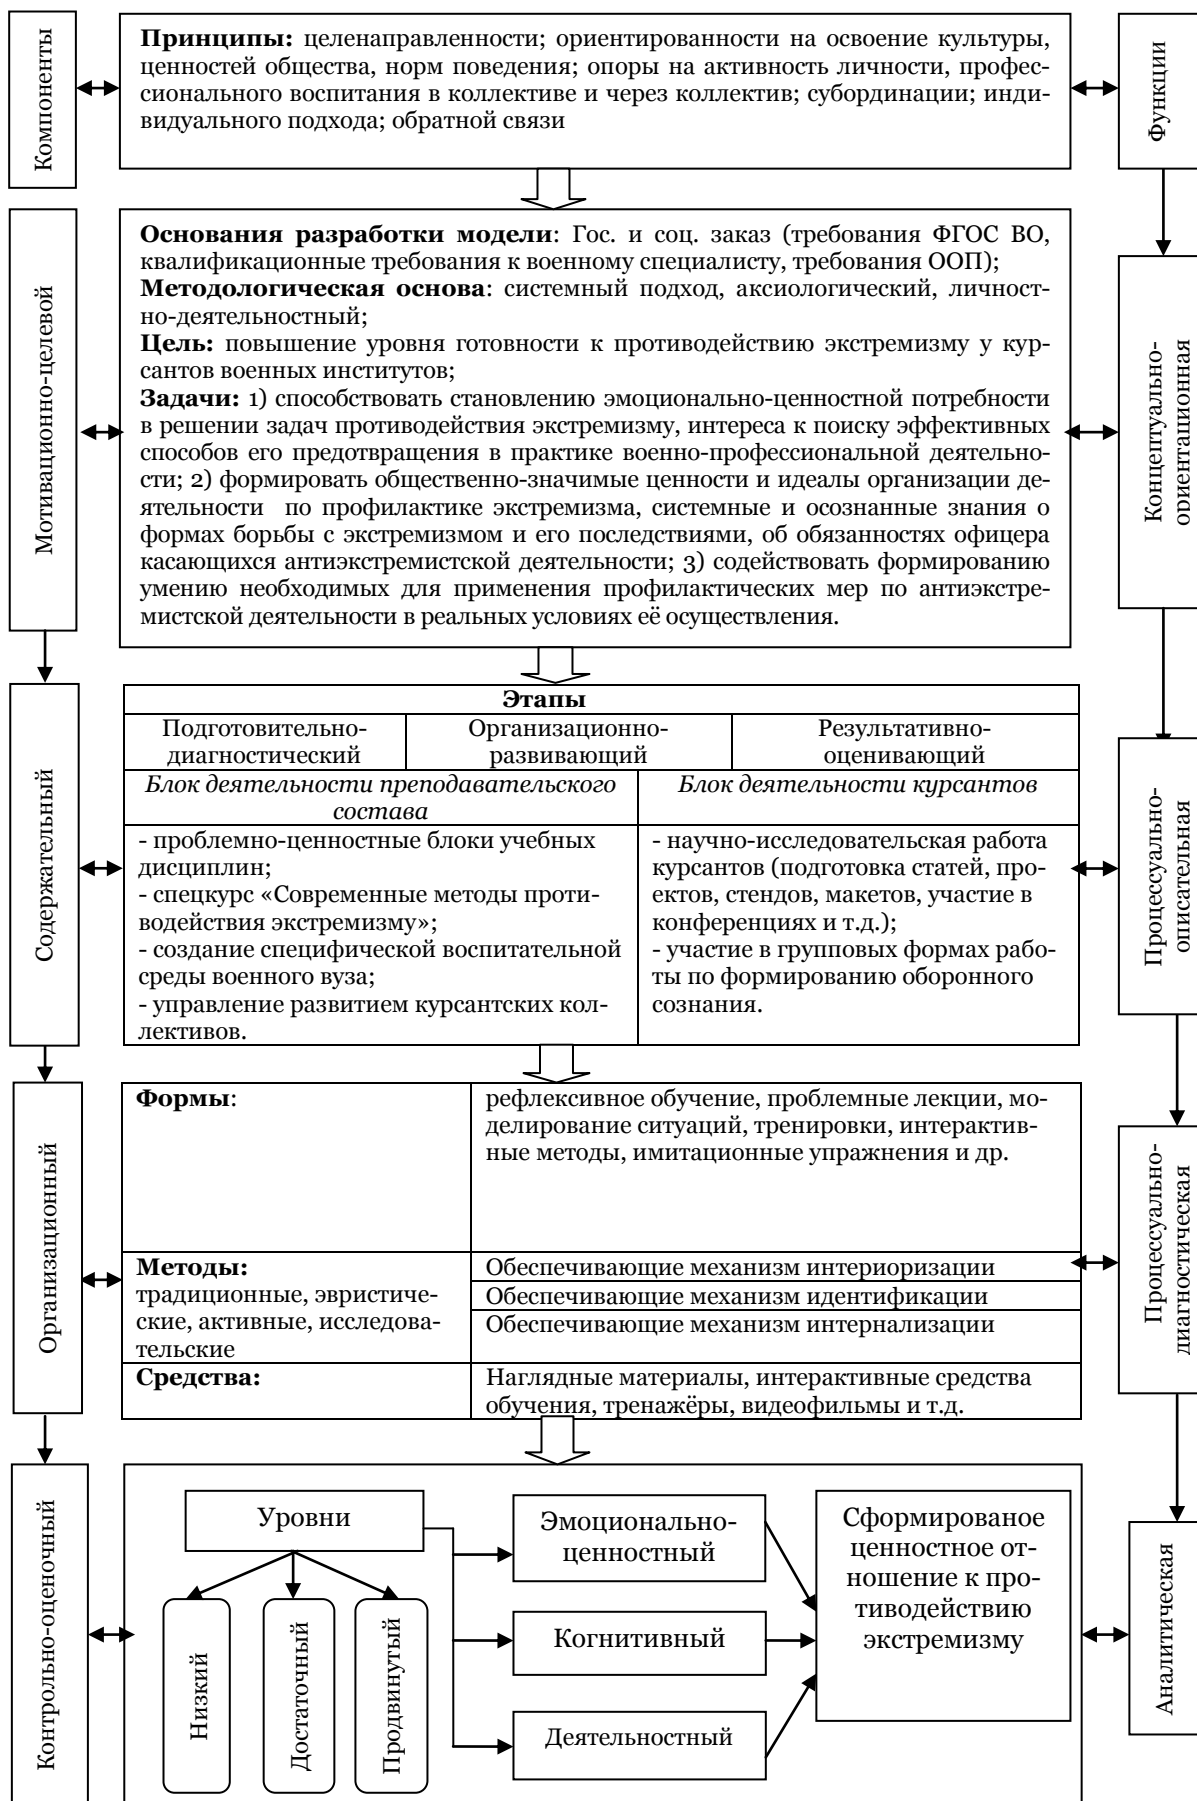 Компоненты
Принципы: целенаправленности; ориентированности на освоение культуры,
ценностей общества, норм поведения; опоры на активность личности, профес-
сионального воспитания в коллективе и через коллектив; субординации; инди-
видуального подхода; обратной связи
Функции
Мотивационно-целевой
Основания разработки модели: Гос. и соц. заказ (требования ФГОС ВО,
квалификационные требования к военному специалисту, требования ООП);
Методологическая основа: системный подход, аксиологический, личност-
но-деятельностный;
Цель: повышение уровня готовности к противодействию экстремизму у кур-
сантов военных институтов;
Задачи: 1) способствовать становлению эмоционально-ценностной потребности
в решении задач противодействия экстремизму, интереса к поиску эффективных
способов его предотвращения в практике военно-профессиональной деятельно-
сти; 2) формировать общественно-значимые ценности и идеалы организации де-
ятельности по профилактике экстремизма, системные и осознанные знания о
формах борьбы с экстремизмом и его последствиями, об обязанностях офицера
касающихся антиэкстремистской деятельности; 3) содействовать формированию
умению необходимых для применения профилактических мер по антиэкстре-
мистской деятельности в реальных условиях её осуществления.
Концептуально-
ориентационная
Содержательный
Этапы
Подготовительно-
диагностический
Организационно-
развивающий
Результативно-
оценивающий
Блок деятельности преподавательского
состава
Блок деятельности курсантов
- проблемно-ценностные блоки учебных
дисциплин;
- спецкурс «Современные методы проти-
водействия экстремизму»;
- создание специфической воспитательной
среды военного вуза;
- управление развитием курсантских кол-
лективов.
- научно-исследовательская работа
курсантов (подготовка статей, про-
ектов, стендов, макетов, участие в
конференциях и т.д.);
- участие в групповых формах рабо-
ты по формированию оборонного
сознания.
Процессуально-
описательная
Организационный
Формы:
рефлексивное обучение, проблемные лекции, мо-
делирование ситуаций, тренировки, интерактив-
ные методы, имитационные упражнения и др.
Методы:
традиционные, эвристиче-
ские, активные, исследова-
тельские
Обеспечивающие механизм интериоризации
Обеспечивающие механизм идентификации
Обеспечивающие механизм интернализации
Средства:
Наглядные материалы, интерактивные средства
обучения, тренажёры, видеофильмы и т.д.
Процессуально-
диагностическая
Контрольно-оценочный
Уровни
Низкий
Достаточный
Продвинутый
Эмоционально-
ценностный
Когнитивный
Деятельностный
Сформированое
ценностное от-
ношение к про-
тиводействию
экстремизму
Аналитическая